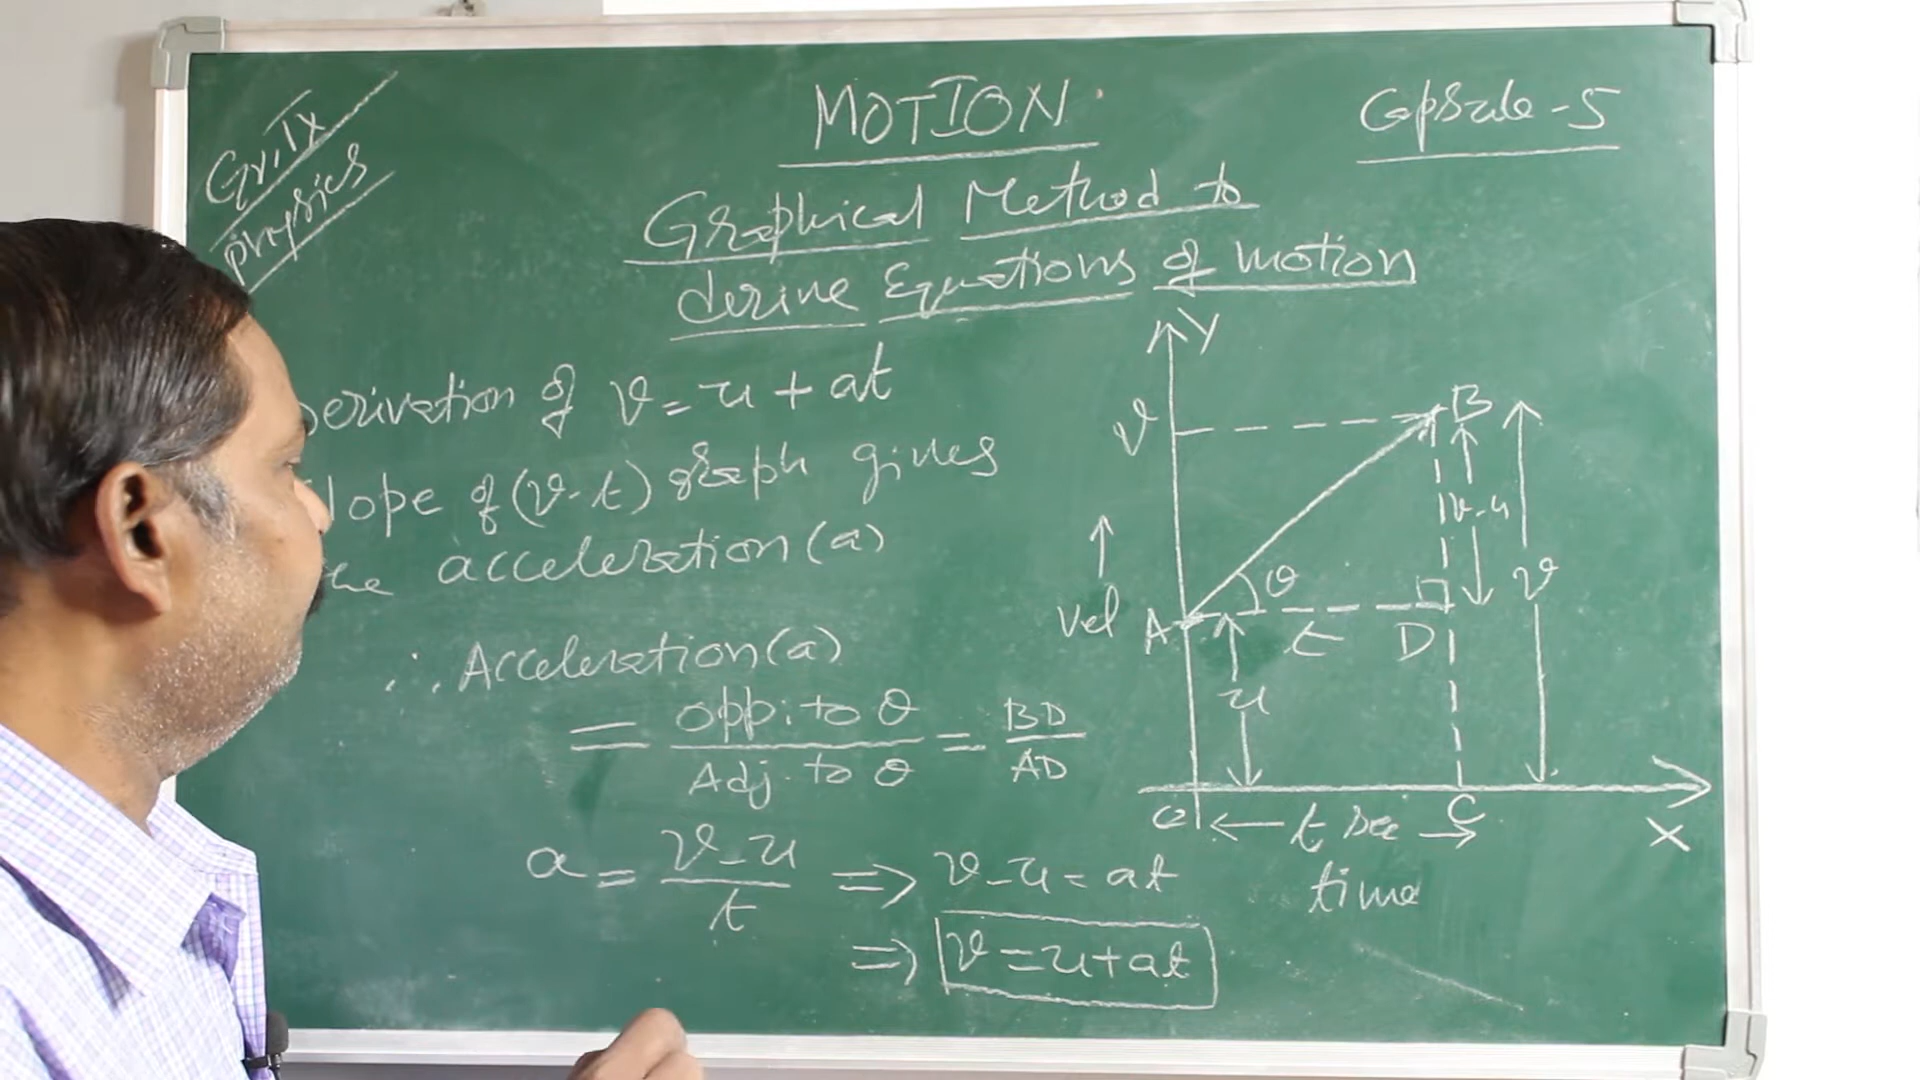 Gr.IX
physics
MOTION
Capsule-5
Graphical Method to
derive Equations of motion
Derivation of v = u + at
slope of (v-t) graph gives
the acceleration (a)
∴ Acceleration (a)
= opp. to θ / Adj. to θ = BD / AD
a = v-u / t ⇒ v-u = at
⇒ v = u+at
Y
v
B
v-u
v
θ
vel
A
t
D
u
O
t sec
C
X
time